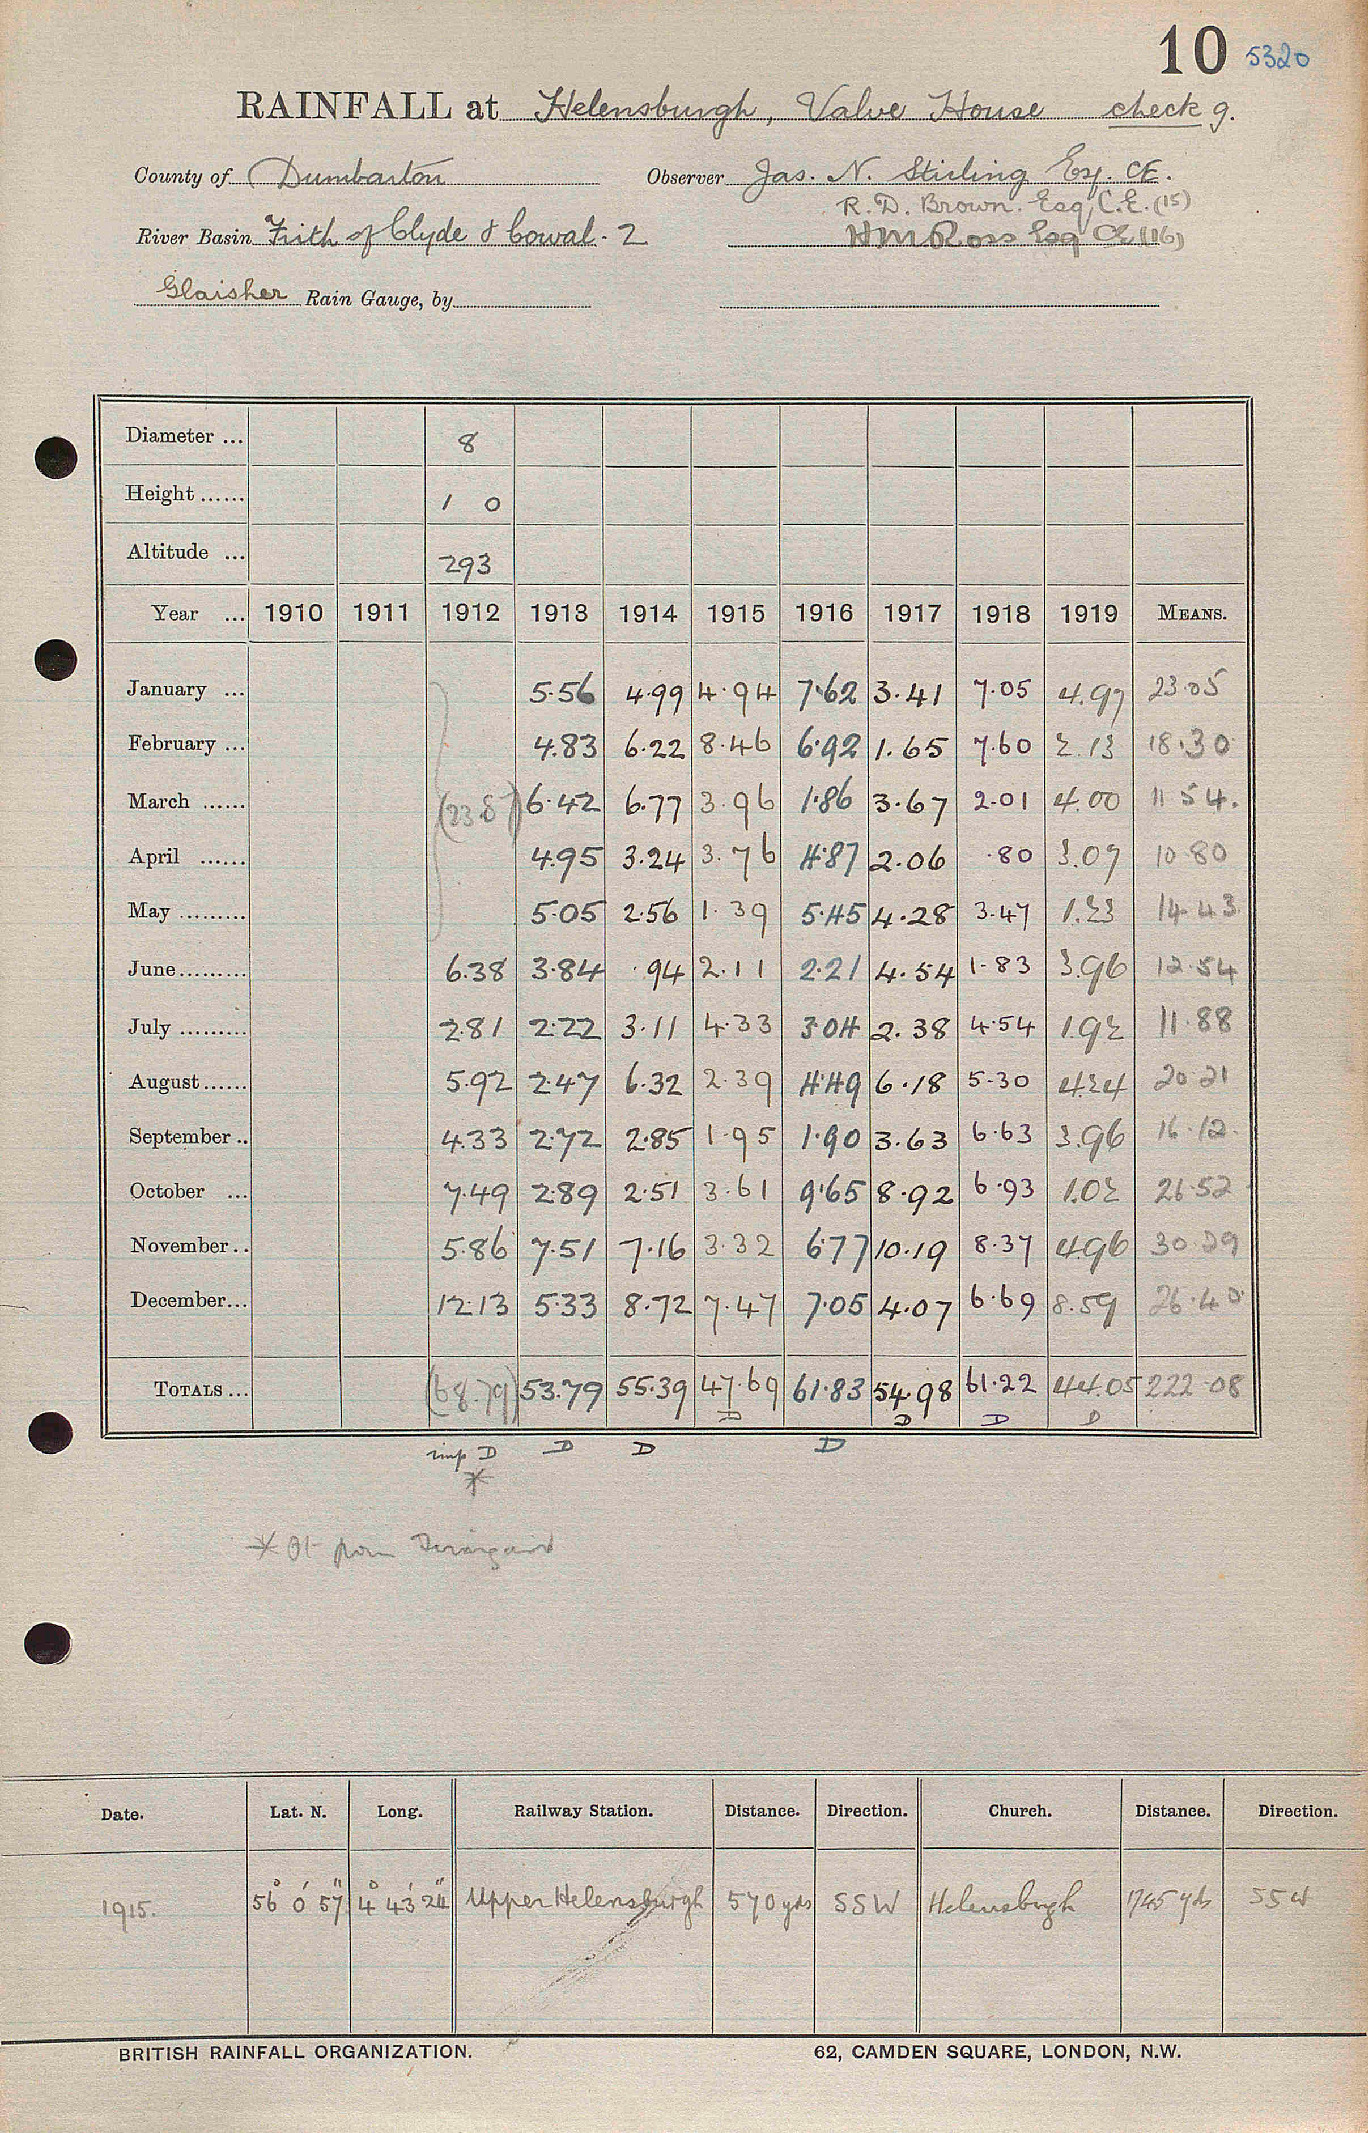 10 5320
RAINFALL at Helensburgh, Valve House check g.
County of Dumbarton Observer Jas. N. Stirling Esq. CE.
R. D. Brown. Esq, C.E. (15)
River Basin Frith of Clyde & Cowal. 2 HM Ross Esq CE (16)
Glaisher Rain Gauge, by
Diameter ... 8
Height ...... 1 0
Altitude ... 293
Year ... 1910 1911 1912 1913 1914 1915 1916 1917 1918 1919 MEANS.
January ... 5.56 4.99 4.94 7.62 3.41 7.05 4.97 23.05
February ... 4.83 6.22 8.46 6.92 1.65 7.60 2.13 18.30
March ...... (23.87) 6.42 6.77 3.96 1.86 3.67 2.01 4.00 11 54.
April ...... 4.95 3.24 3.76 4.87 2.06 .80 3.07 10.80
May ......... 5.05 2.56 1.39 5.45 4.28 3.47 1.23 14.43
June......... 6.38 3.84 .94 2.11 2.21 4.54 1.83 3.96 12.54
July ......... 2.81 2.22 3.11 4.33 3.04 2.38 4.54 1.92 11.88
August...... 5.92 2.47 6.32 2.39 4.49 6.18 5.30 4.24 20.21
September .. 4.33 2.72 2.85 1.95 1.90 3.63 6.63 3.96 16.12
October ... 7.49 2.89 2.51 3.61 9.65 8.92 6.93 1.02 26.52
November .. 5.86 7.51 7.16 3.32 6.77 10.19 8.37 4.96 30.29
December... 12.13 5.33 8.72 7.47 7.05 4.07 6.69 8.59 26.40
TOTALS ... (68.79) 53.79 55.39 47.69 61.83 54.98 61.22 44.05 222.08
D D D D
imp D D D D
*
* from
Date. Lat. N. Long. Railway Station. Distance. Direction. Church. Distance. Direction.
1915. 56° 0′ 57″ 4° 43′ 24″ Upper Helensburgh 570 yds SSW Helensburgh 1745 yds SSW
BRITISH RAINFALL ORGANIZATION. 62, CAMDEN SQUARE, LONDON, N.W.